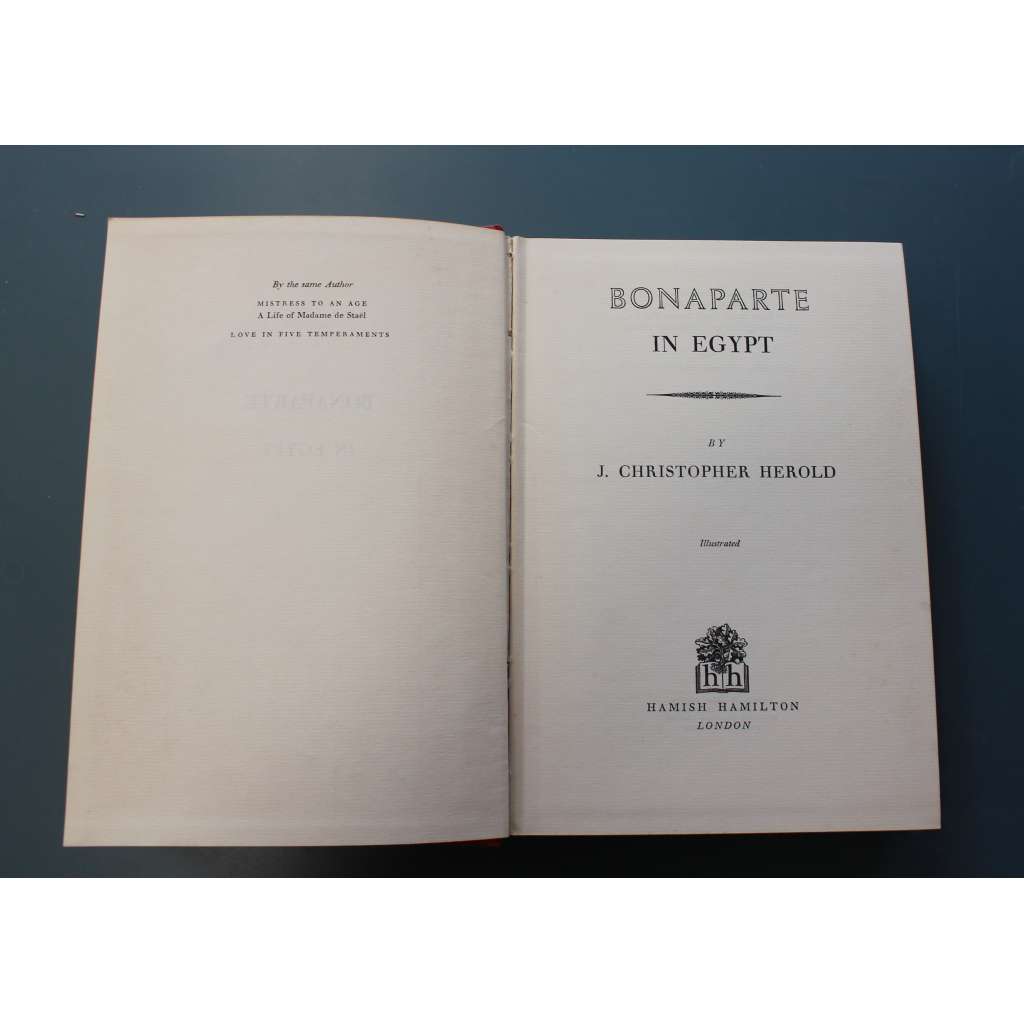 By the same Author
MISTRESS TO AN AGE
A Life of Madame de Staël
LOVE IN FIVE TEMPERAMENTS
BONAPARTE
IN EGYPT
BY
J. CHRISTOPHER HEROLD
Illustrated
h h
HAMISH HAMILTON
LONDON